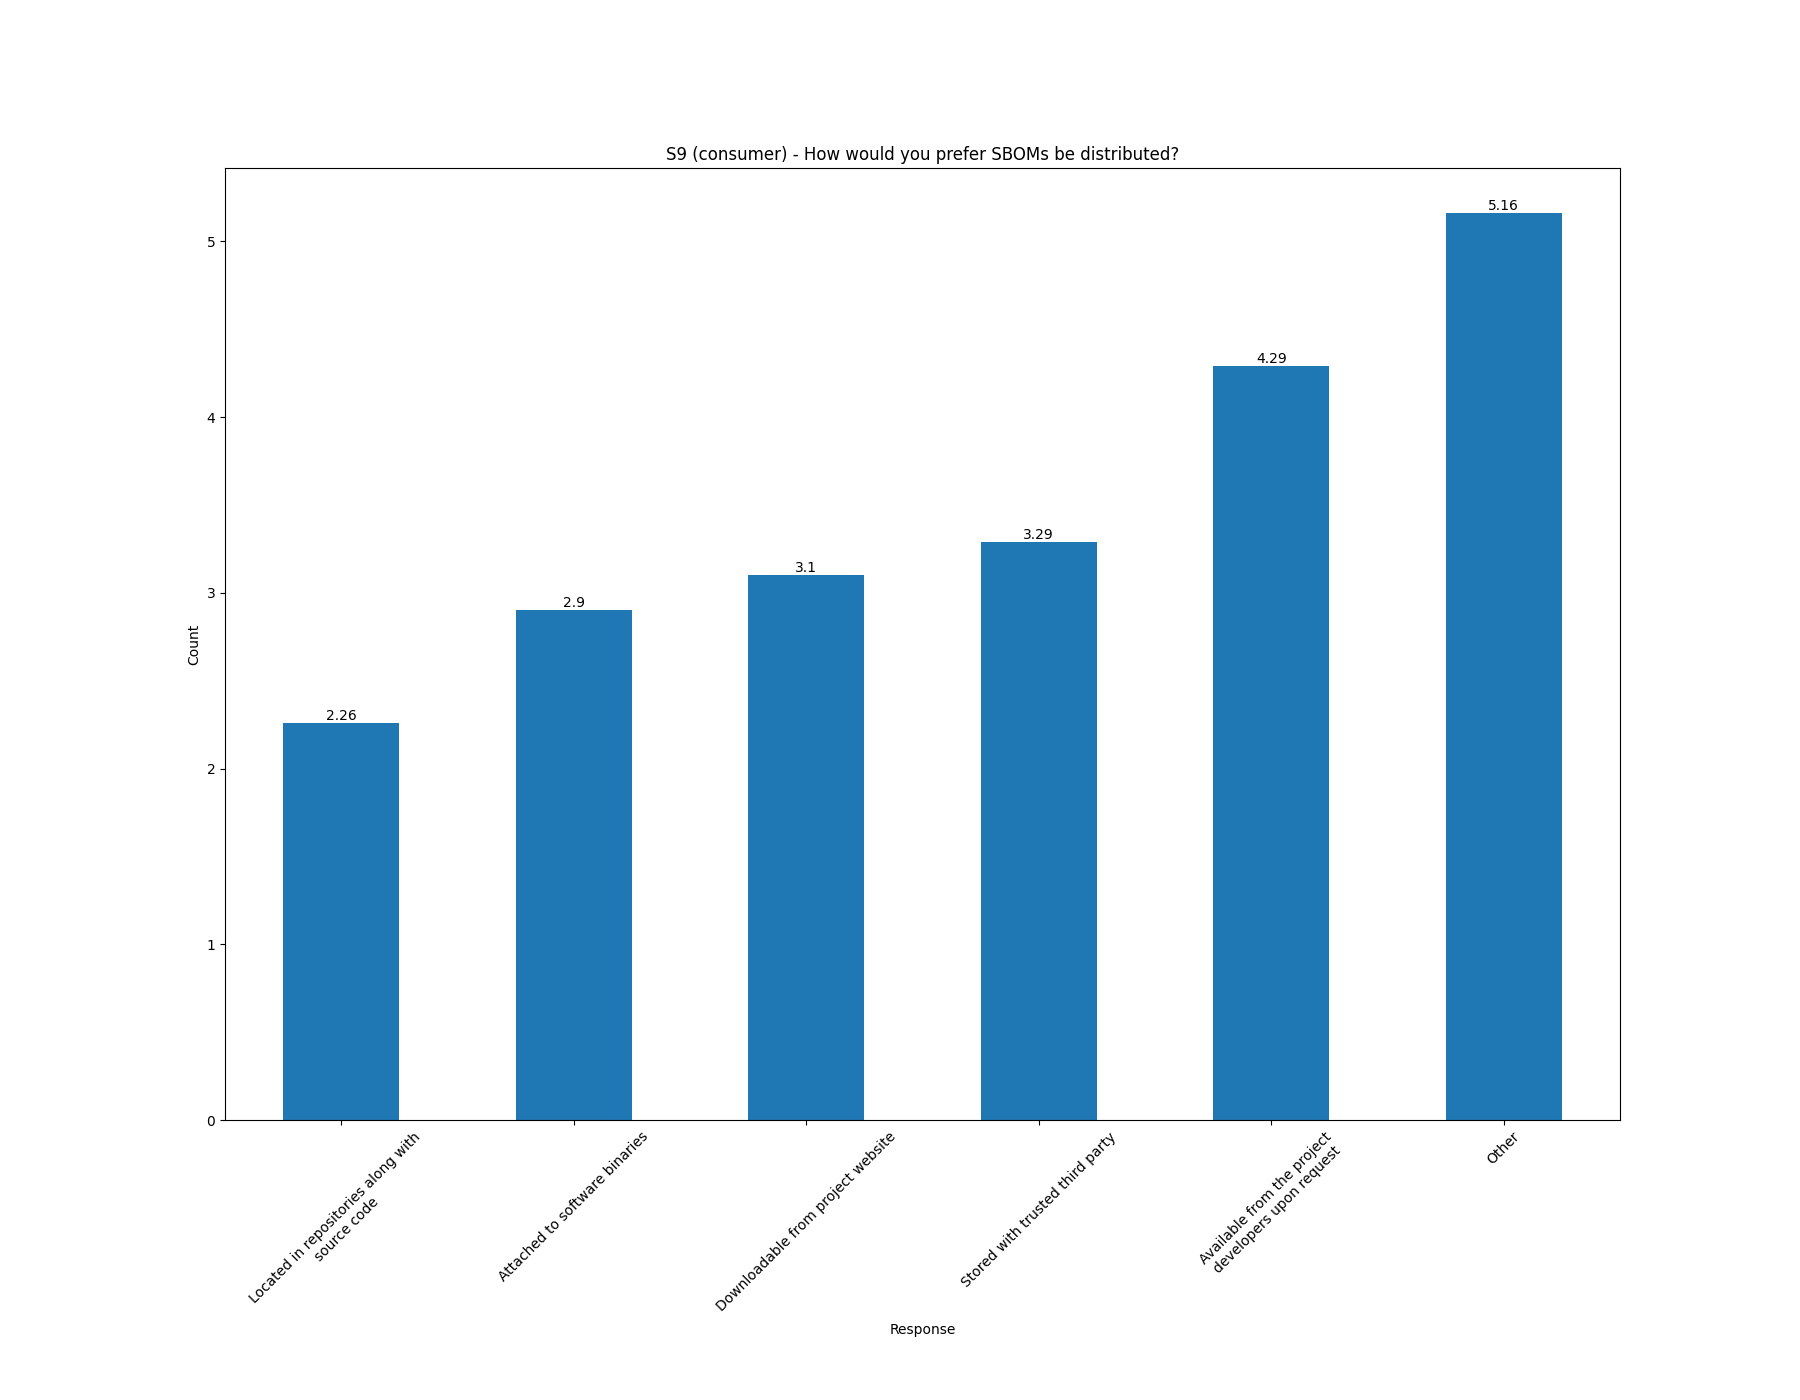 S9 (consumer) - How would you prefer SBOMs be distributed?
5.16
5
4.29
4
3.29
3.1
3
2.9
Count
2.26
2
1
0
Located in repositories along with
source code
Attached to software binaries
Downloadable from project website
Stored with trusted third party
Available from the project
developers upon request
Other
Response